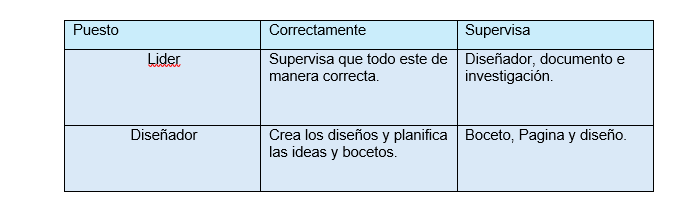 Puesto Correctamente Supervisa
Lider Supervisa que todo este de Diseñador, documento e
manera correcta. investigación.
Diseñador Crea los diseños y planifica Boceto, Pagina y diseño.
las ideas y bocetos.